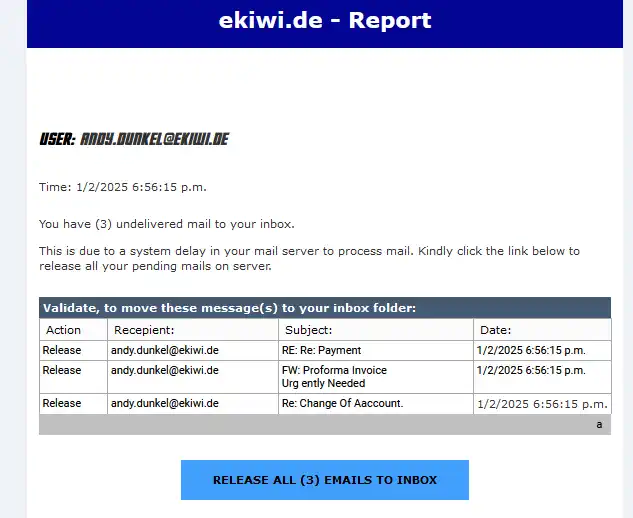 ekiwi.de - Report
USER: ANDY.DUNKEL@EKIWI.DE
Time: 1/2/2025 6:56:15 p.m.
You have (3) undelivered mail to your inbox.
This is due to a system delay in your mail server to process mail. Kindly click the link below to
release all your pending mails on server.
Validate, to move these message(s) to your inbox folder:
Action Recepient: Subject: Date:
Release andy.dunkel@ekiwi.de RE: Re: Payment 1/2/2025 6:56:15 p.m.
Release andy.dunkel@ekiwi.de FW: Proforma Invoice 1/2/2025 6:56:15 p.m.
Urg ently Needed
Release andy.dunkel@ekiwi.de Re: Change Of Aaccount. 1/2/2025 6:56:15 p.m.
a
RELEASE ALL (3) EMAILS TO INBOX